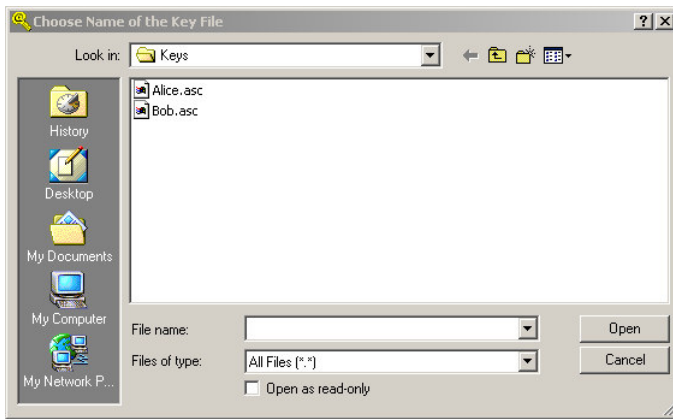 Choose Name of the Key File
Look in: Keys
Alice.asc
Bob.asc
History
Desktop
My Documents
My Computer
My Network P...
File name:
Open
Files of type: All Files (*.*)
Cancel
Open as read-only